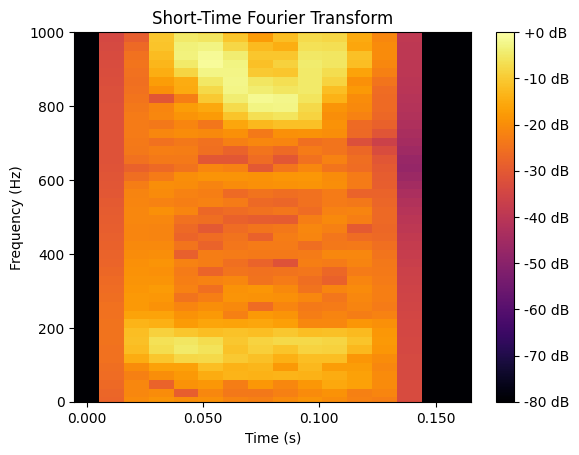 Short-Time Fourier Transform
1000
800
600
400
200
0
Frequency (Hz)
0.000
0.050
0.100
0.150
Time (s)
+0 dB
-10 dB
-20 dB
-30 dB
-40 dB
-50 dB
-60 dB
-70 dB
-80 dB